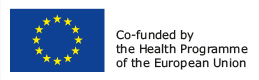 Co-funded by
the Health Programme
of the European Union